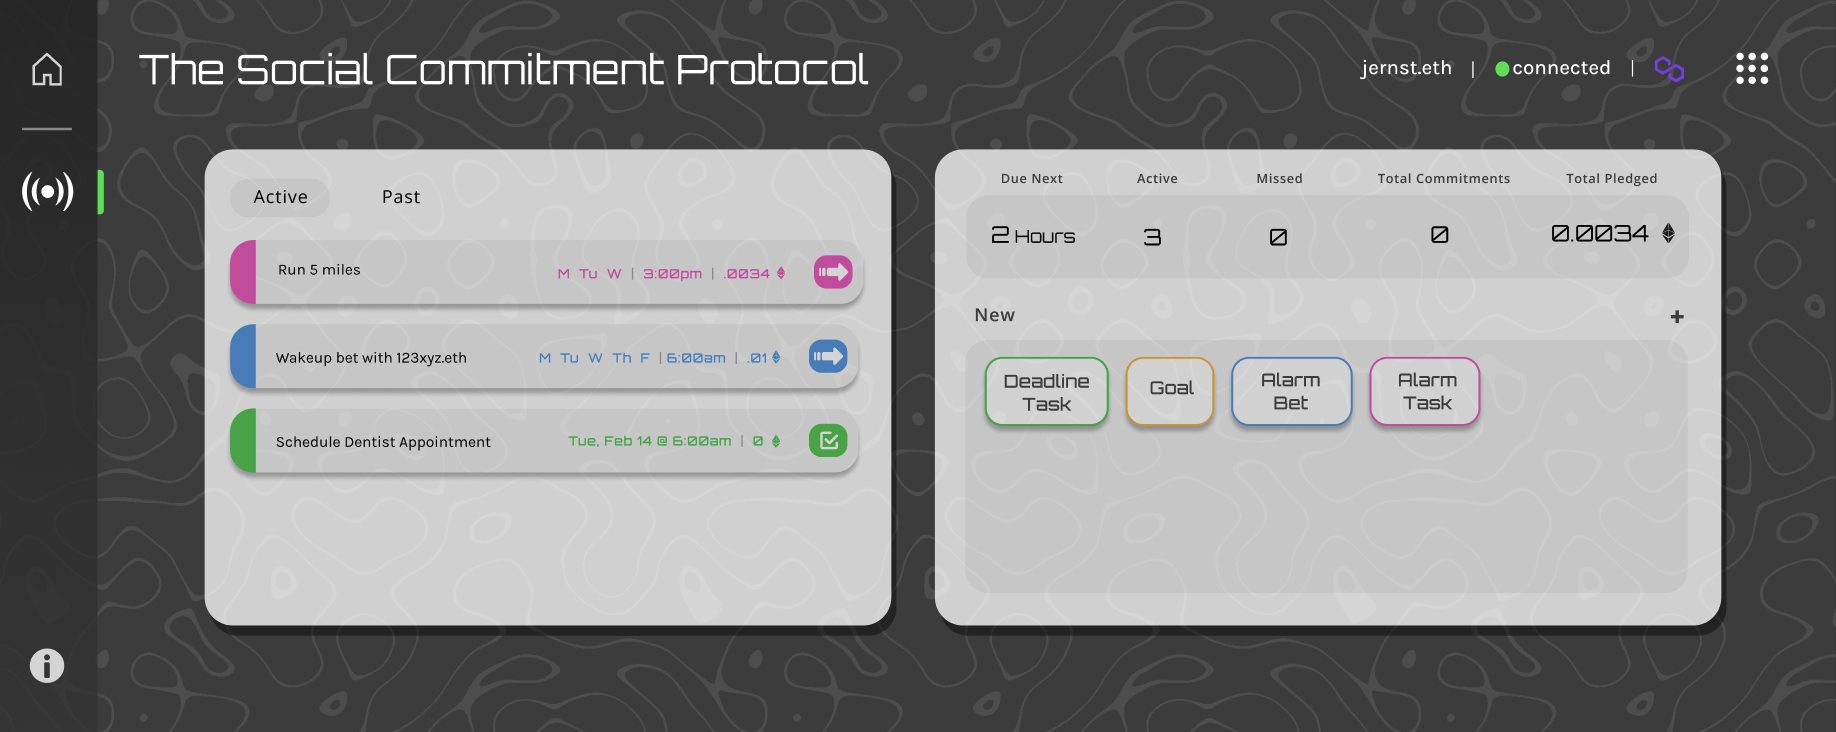 The Social Commitment Protocol
jernst.eth | connected |
Active Past
Run 5 miles M Tu W | 3:00pm | .0034
Wakeup bet with 123xyz.eth M Tu W Th F | 6:00am | .01
Schedule Dentist Appointment Tue, Feb 14 @ 6:00am | 0
Due Next Active Missed Total Commitments Total Pledged
2 Hours 3 0 0 0.0034
New +
Deadline
Task
Goal
Alarm
Bet
Alarm
Task